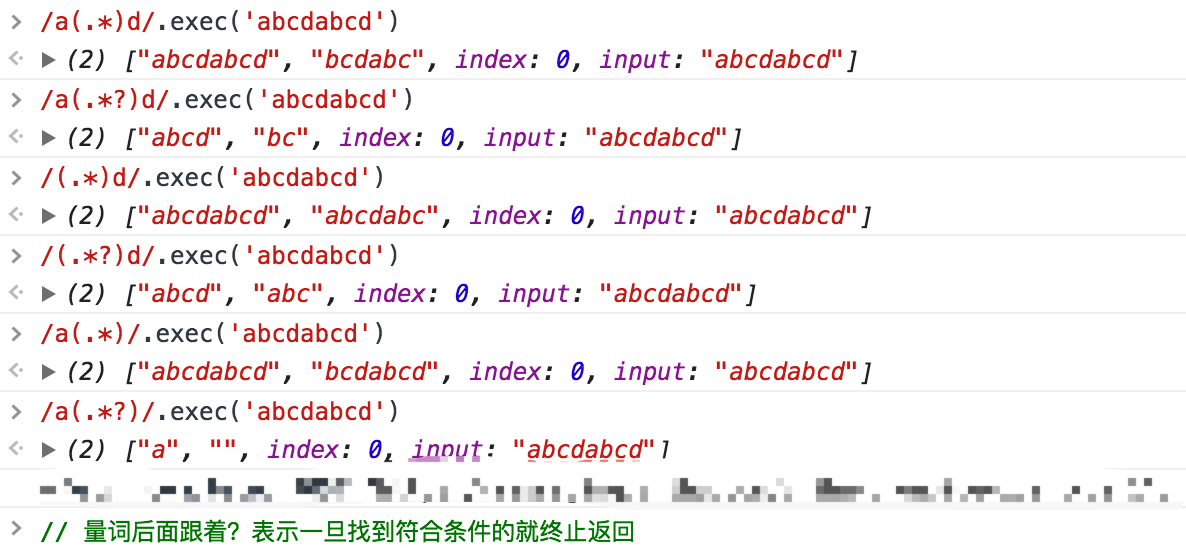 > /a(.*)d/.exec('abcdabcd')
<· ▶ (2) ["abcdabcd", "bcdabc", index: 0, input: "abcdabcd"]
> /a(.*?)d/.exec('abcdabcd')
<· ▶ (2) ["abcd", "bc", index: 0, input: "abcdabcd"]
> /(.*)d/.exec('abcdabcd')
<· ▶ (2) ["abcdabcd", "abcdabc", index: 0, input: "abcdabcd"]
> /(.*?)d/.exec('abcdabcd')
<· ▶ (2) ["abcd", "abc", index: 0, input: "abcdabcd"]
> /a(.*)/.exec('abcdabcd')
<· ▶ (2) ["abcdabcd", "bcdabcd", index: 0, input: "abcdabcd"]
> /a(.*?)/.exec('abcdabcd')
<· ▶ (2) ["a", "", index: 0, input: "abcdabcd"]
> // 量词后面跟着？表示一旦找到符合条件的就终止返回